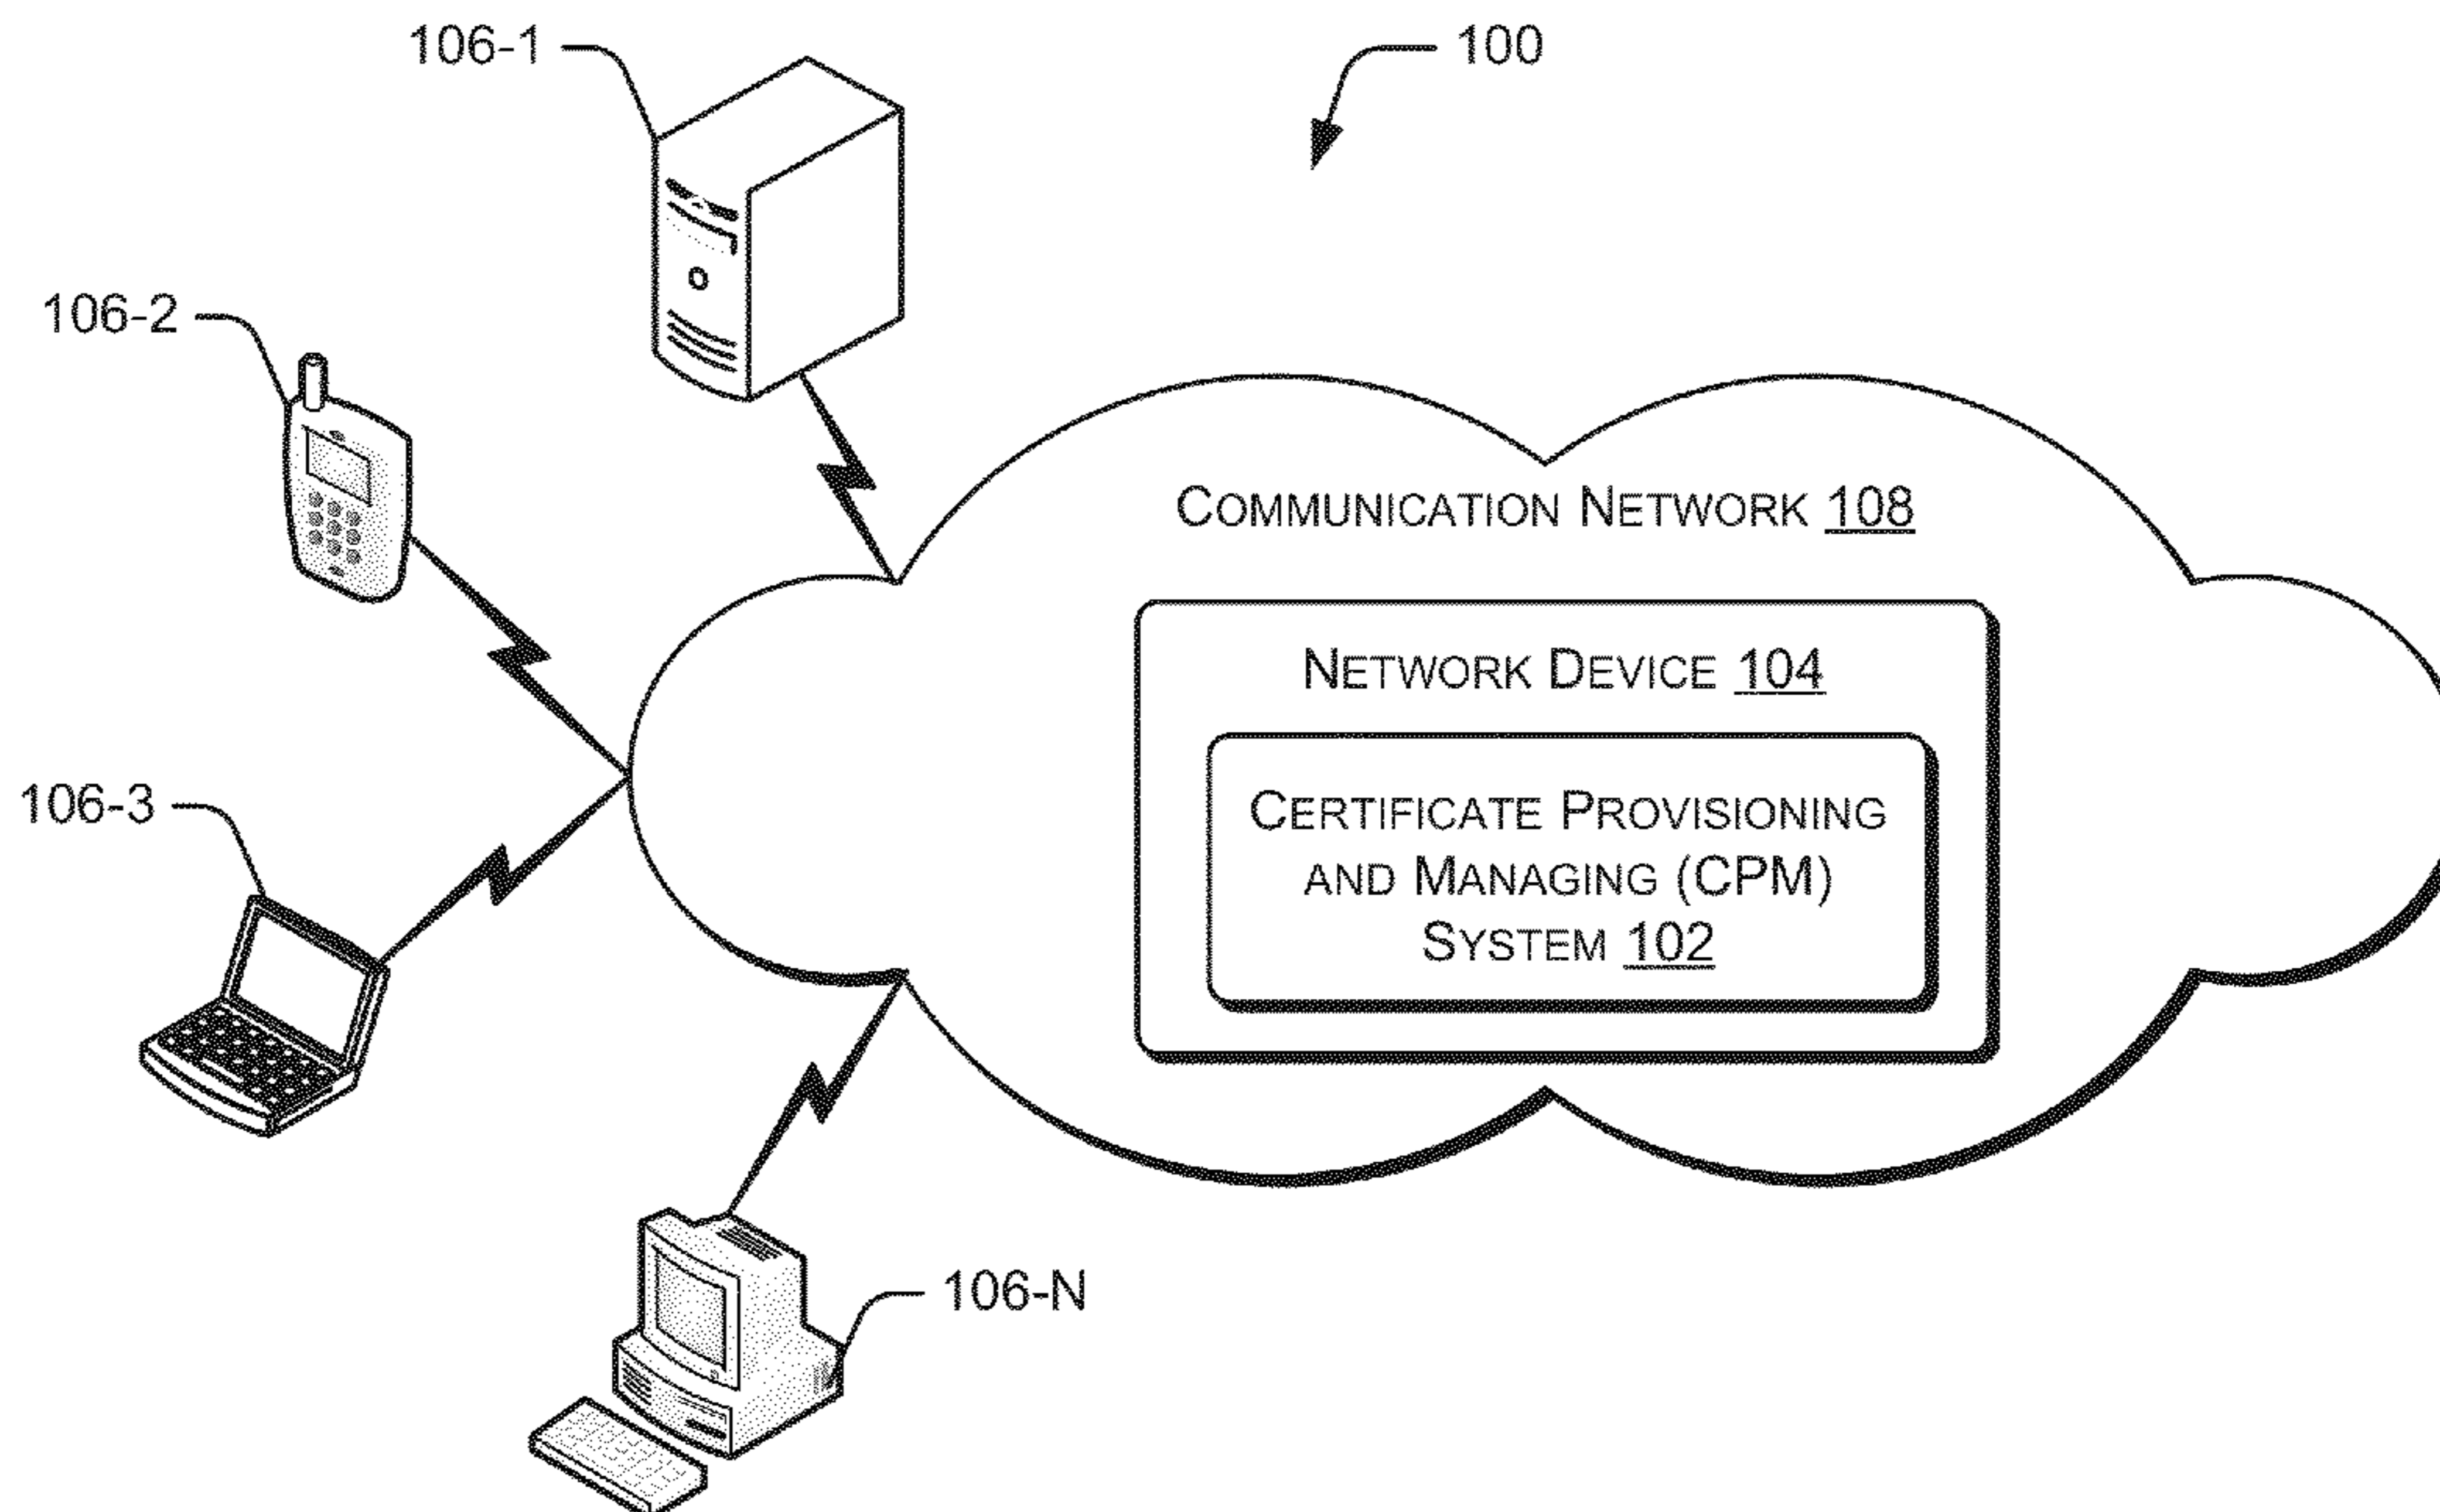 106-1
100
106-2
COMMUNICATION NETWORK 108
NETWORK DEVICE 104
106-3
CERTIFICATE PROVISIONING
AND MANAGING (CPM)
SYSTEM 102
106-N